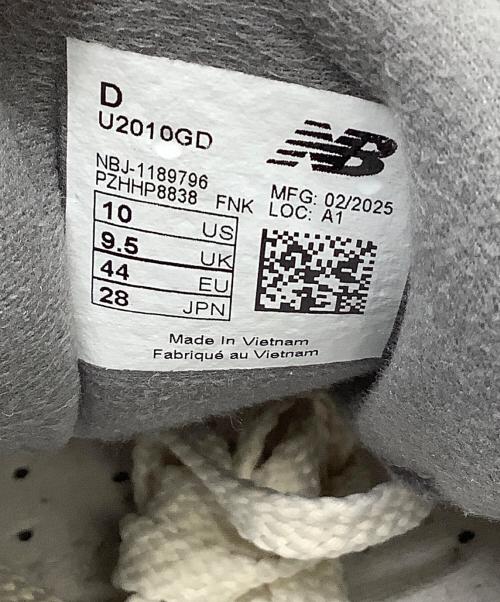 D
U2010GD
NB
NBJ-1189796
PZHHP8838 FNK
MFG: 02/2025
LOC: A1
10 US
9.5 UK
44 EU
28 JPN
Made In Vietnam
Fabriqué au Vietnam